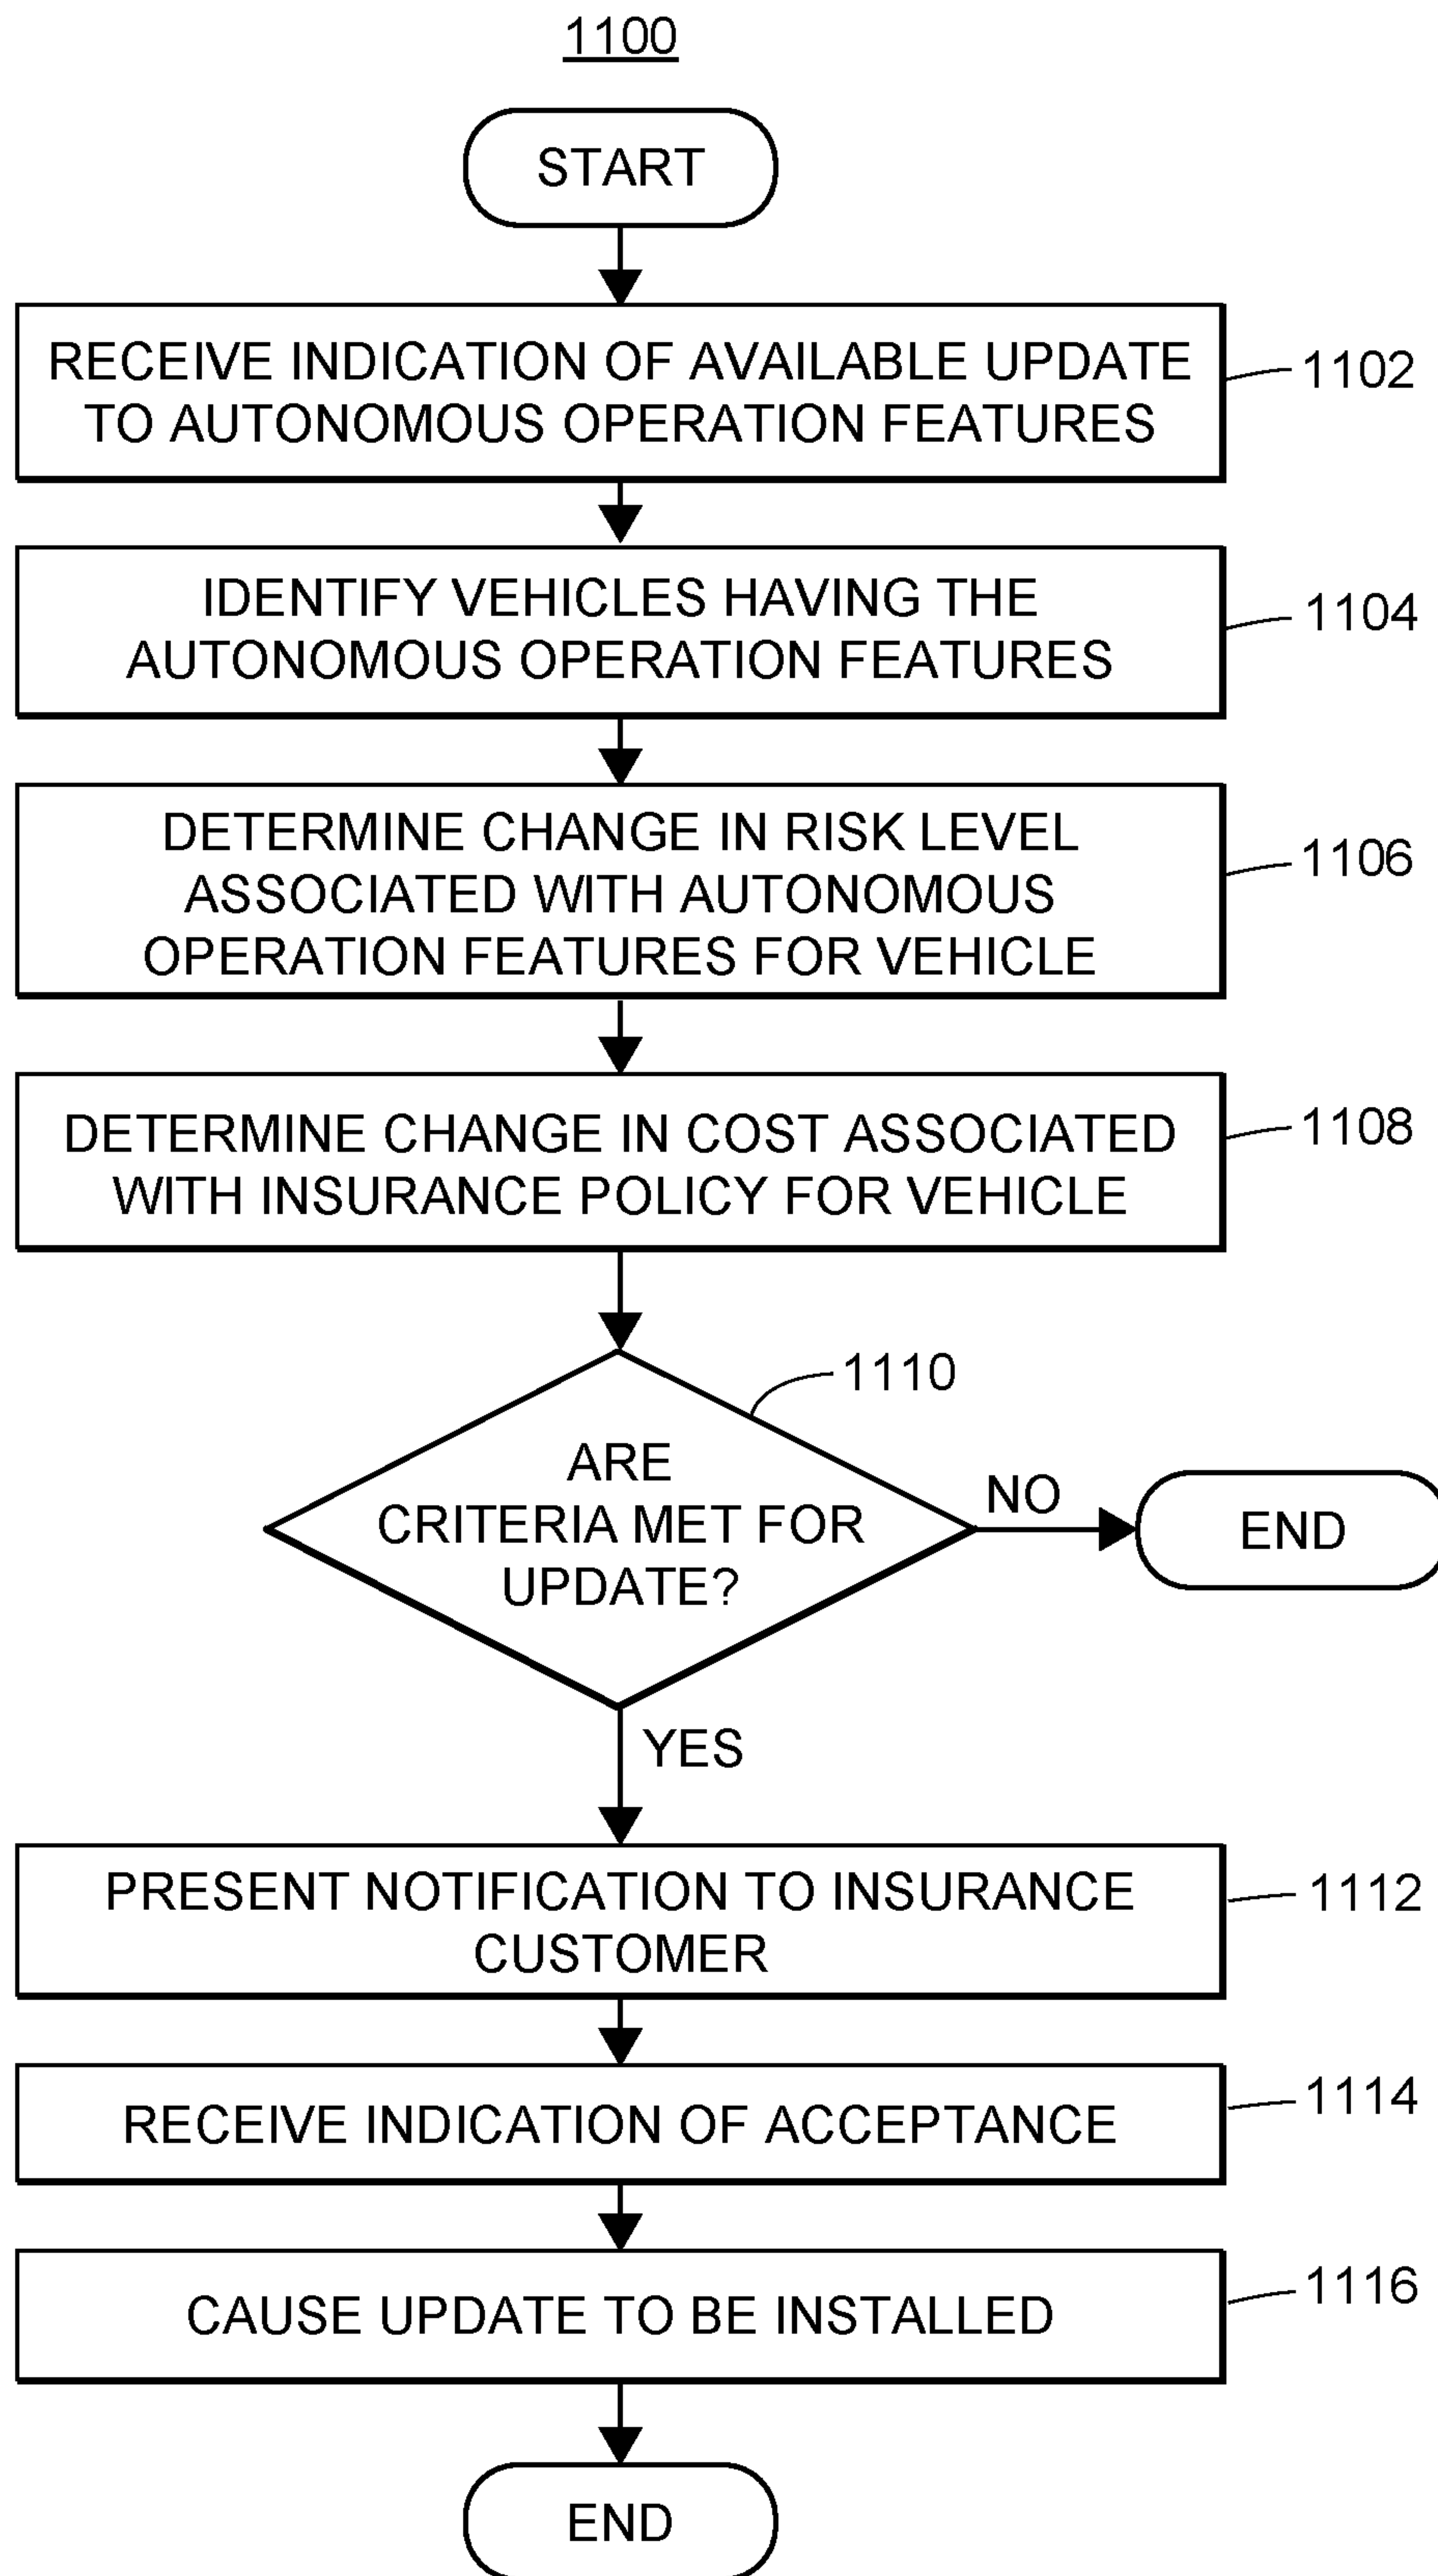 1100
START
RECEIVE INDICATION OF AVAILABLE UPDATE
TO AUTONOMOUS OPERATION FEATURES
1102
IDENTIFY VEHICLES HAVING THE
AUTONOMOUS OPERATION FEATURES
1104
DETERMINE CHANGE IN RISK LEVEL
ASSOCIATED WITH AUTONOMOUS
OPERATION FEATURES FOR VEHICLE
1106
DETERMINE CHANGE IN COST ASSOCIATED
WITH INSURANCE POLICY FOR VEHICLE
1108
1110
ARE
CRITERIA MET FOR
UPDATE?
NO
END
YES
PRESENT NOTIFICATION TO INSURANCE
CUSTOMER
1112
RECEIVE INDICATION OF ACCEPTANCE
1114
CAUSE UPDATE TO BE INSTALLED
1116
END